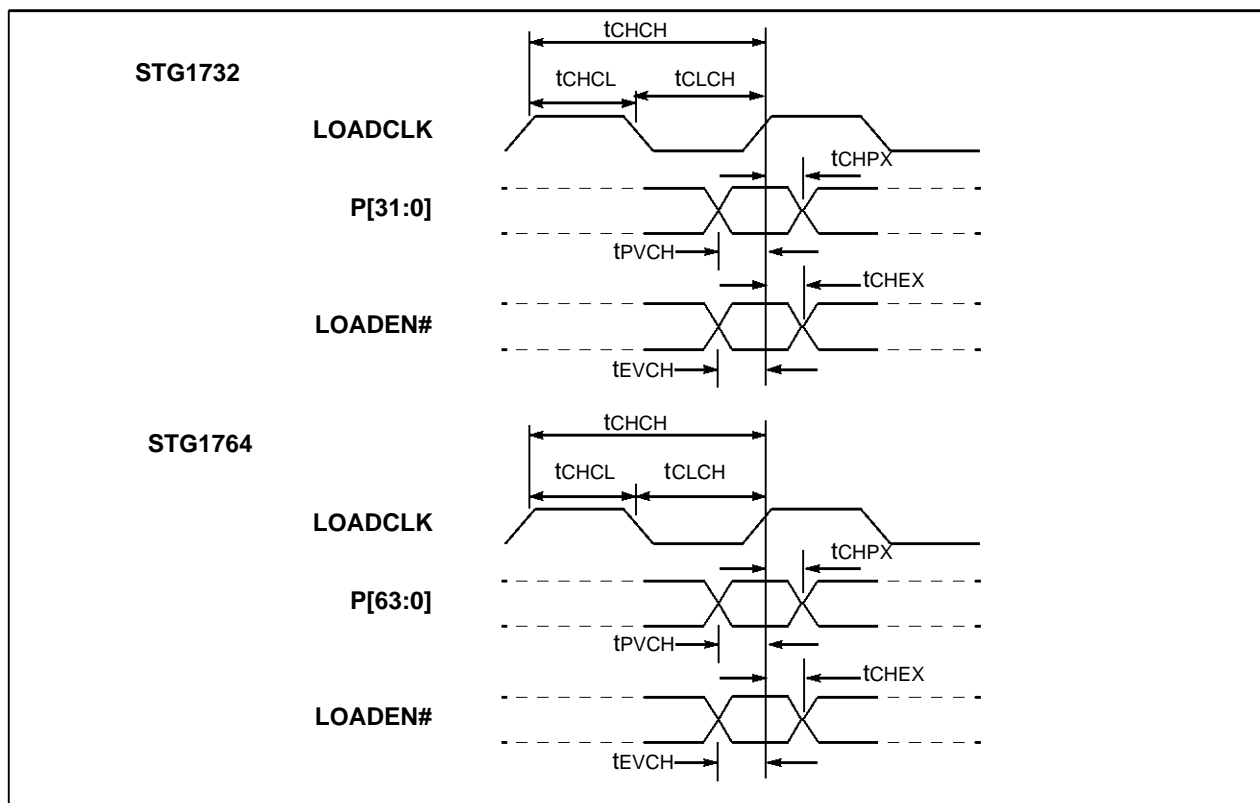 tCHCH
STG1732
tCHCL tCLCH
LOADCLK
tCHPX
P[31:0]
tPVCH
tCHEX
LOADEN#
tEVCH
tCHCH
STG1764
tCHCL tCLCH
LOADCLK
tCHPX
P[63:0]
tPVCH
tCHEX
LOADEN#
tEVCH